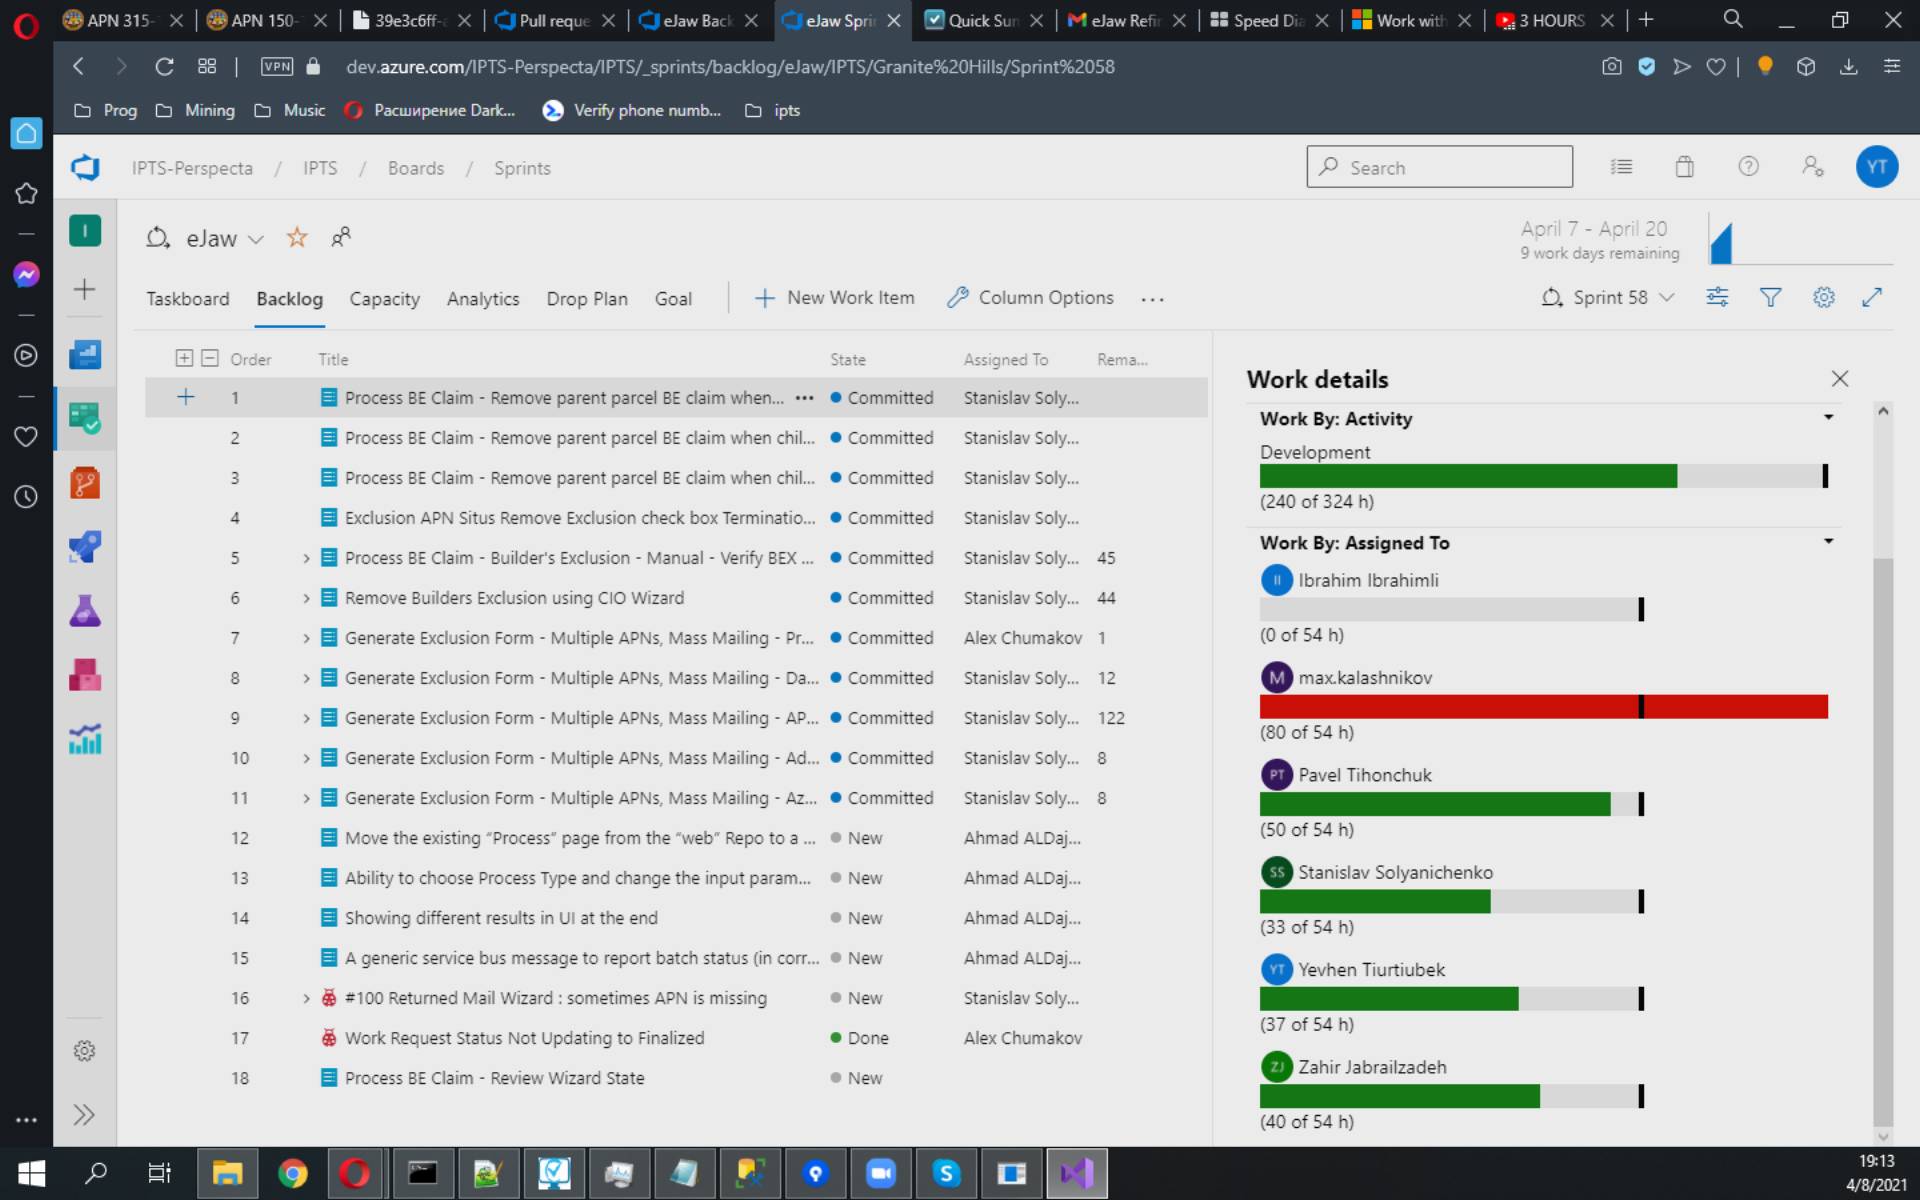 APN 315-
APN 150-
39e3c6ff-
Pull reque
eJaw Back
eJaw Spri
Quick Sum
eJaw Refi
Speed Dia
Work with
3 HOURS
VPN
dev.azure.com/IPTS-Perspecta/IPTS/_sprints/backlog/eJaw/IPTS/Granite%20Hills/Sprint%2058
Prog
Mining
Music
Расширение Dark...
Verify phone numb...
ipts
IPTS-Perspecta / IPTS / Boards / Sprints
Search
YT
I
eJaw
April 7 - April 20
9 work days remaining
Taskboard Backlog Capacity Analytics Drop Plan Goal
New Work Item
Column Options
Sprint 58
Order Title State Assigned To Rema...
1 Process BE Claim - Remove parent parcel BE claim when... Committed Stanislav Soly...
2 Process BE Claim - Remove parent parcel BE claim when chil... Committed Stanislav Soly...
3 Process BE Claim - Remove parent parcel BE claim when chil... Committed Stanislav Soly...
4 Exclusion APN Situs Remove Exclusion check box Terminatio... Committed Stanislav Soly...
5 Process BE Claim - Builder's Exclusion - Manual - Verify BEX ... Committed Stanislav Soly... 45
6 Remove Builders Exclusion using CIO Wizard Committed Stanislav Soly... 44
7 Generate Exclusion Form - Multiple APNs, Mass Mailing - Pr... Committed Alex Chumakov 1
8 Generate Exclusion Form - Multiple APNs, Mass Mailing - Da... Committed Stanislav Soly... 12
9 Generate Exclusion Form - Multiple APNs, Mass Mailing - AP... Committed Stanislav Soly... 122
10 Generate Exclusion Form - Multiple APNs, Mass Mailing - Ad... Committed Stanislav Soly... 8
11 Generate Exclusion Form - Multiple APNs, Mass Mailing - Az... Committed Stanislav Soly... 8
12 Move the existing “Process” page from the “web” Repo to a ... New Ahmad ALDaj...
13 Ability to choose Process Type and change the input param... New Ahmad ALDaj...
14 Showing different results in UI at the end New Ahmad ALDaj...
15 A generic service bus message to report batch status (in corr... New Ahmad ALDaj...
16 #100 Returned Mail Wizard : sometimes APN is missing New Stanislav Soly...
17 Work Request Status Not Updating to Finalized Done Alex Chumakov
18 Process BE Claim - Review Wizard State New
Work details
Work By: Activity
Development
(240 of 324 h)
Work By: Assigned To
II Ibrahim Ibrahimli
(0 of 54 h)
M max.kalashnikov
(80 of 54 h)
PT Pavel Tihonchuk
(50 of 54 h)
SS Stanislav Solyanichenko
(33 of 54 h)
YT Yevhen Tiurtiubek
(37 of 54 h)
ZJ Zahir Jabrailzadeh
(40 of 54 h)
19:13
4/8/2021